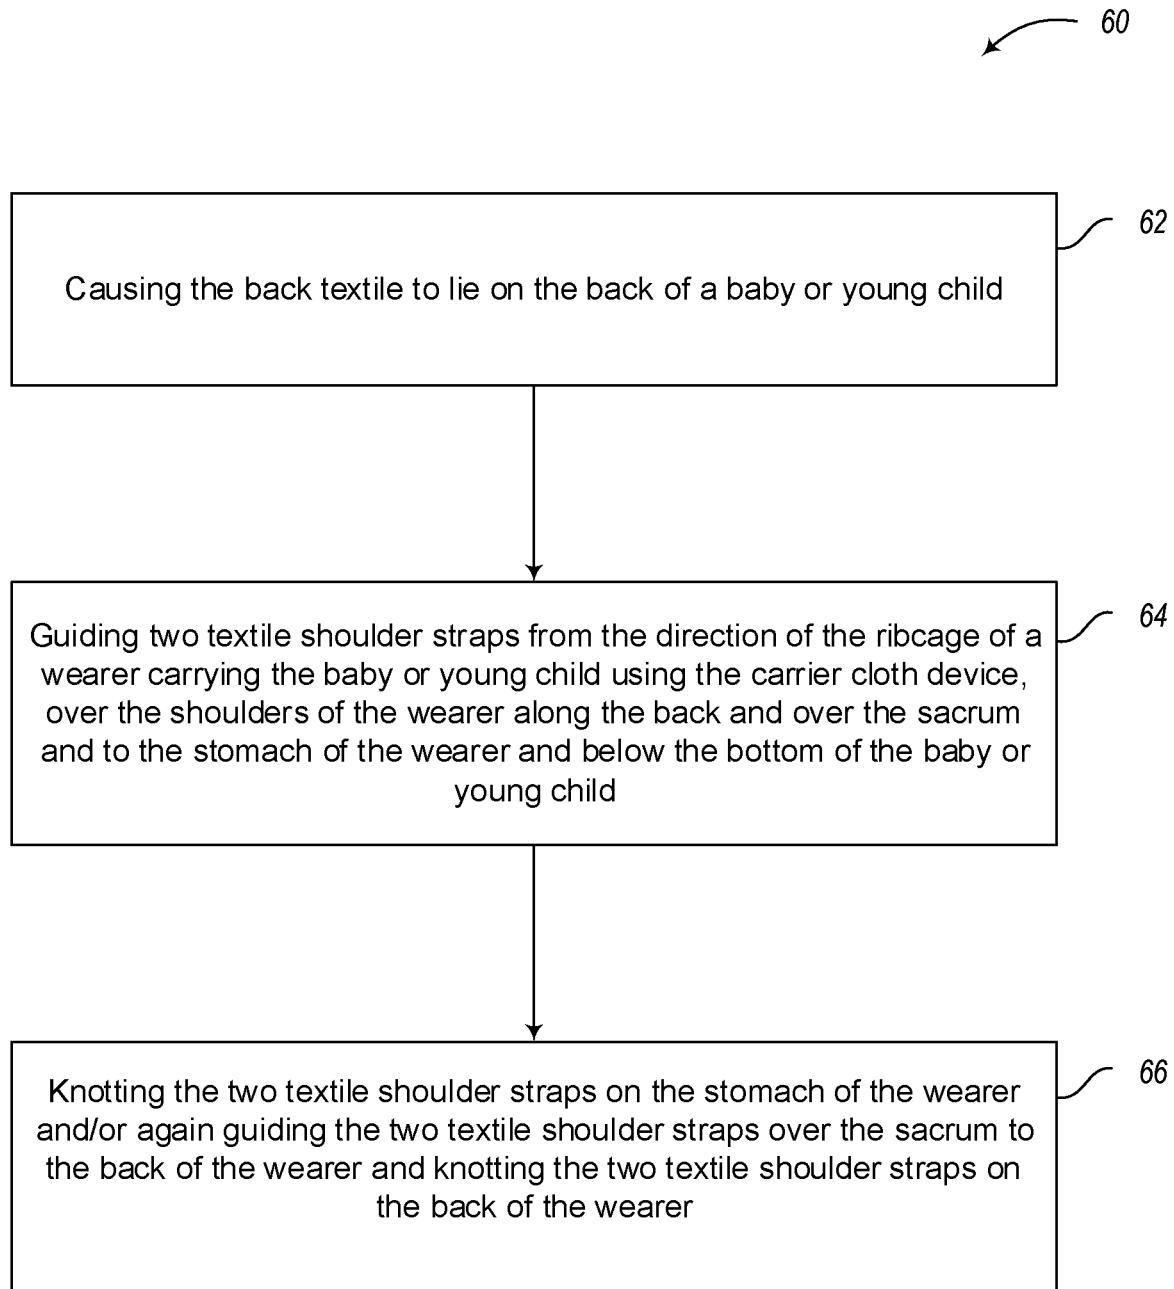 60
62
Causing the back textile to lie on the back of a baby or young child
64
Guiding two textile shoulder straps from the direction of the ribcage of a
wearer carrying the baby or young child using the carrier cloth device,
over the shoulders of the wearer along the back and over the sacrum
and to the stomach of the wearer and below the bottom of the baby or
young child
66
Knotting the two textile shoulder straps on the stomach of the wearer
and/or again guiding the two textile shoulder straps over the sacrum to
the back of the wearer and knotting the two textile shoulder straps on
the back of the wearer